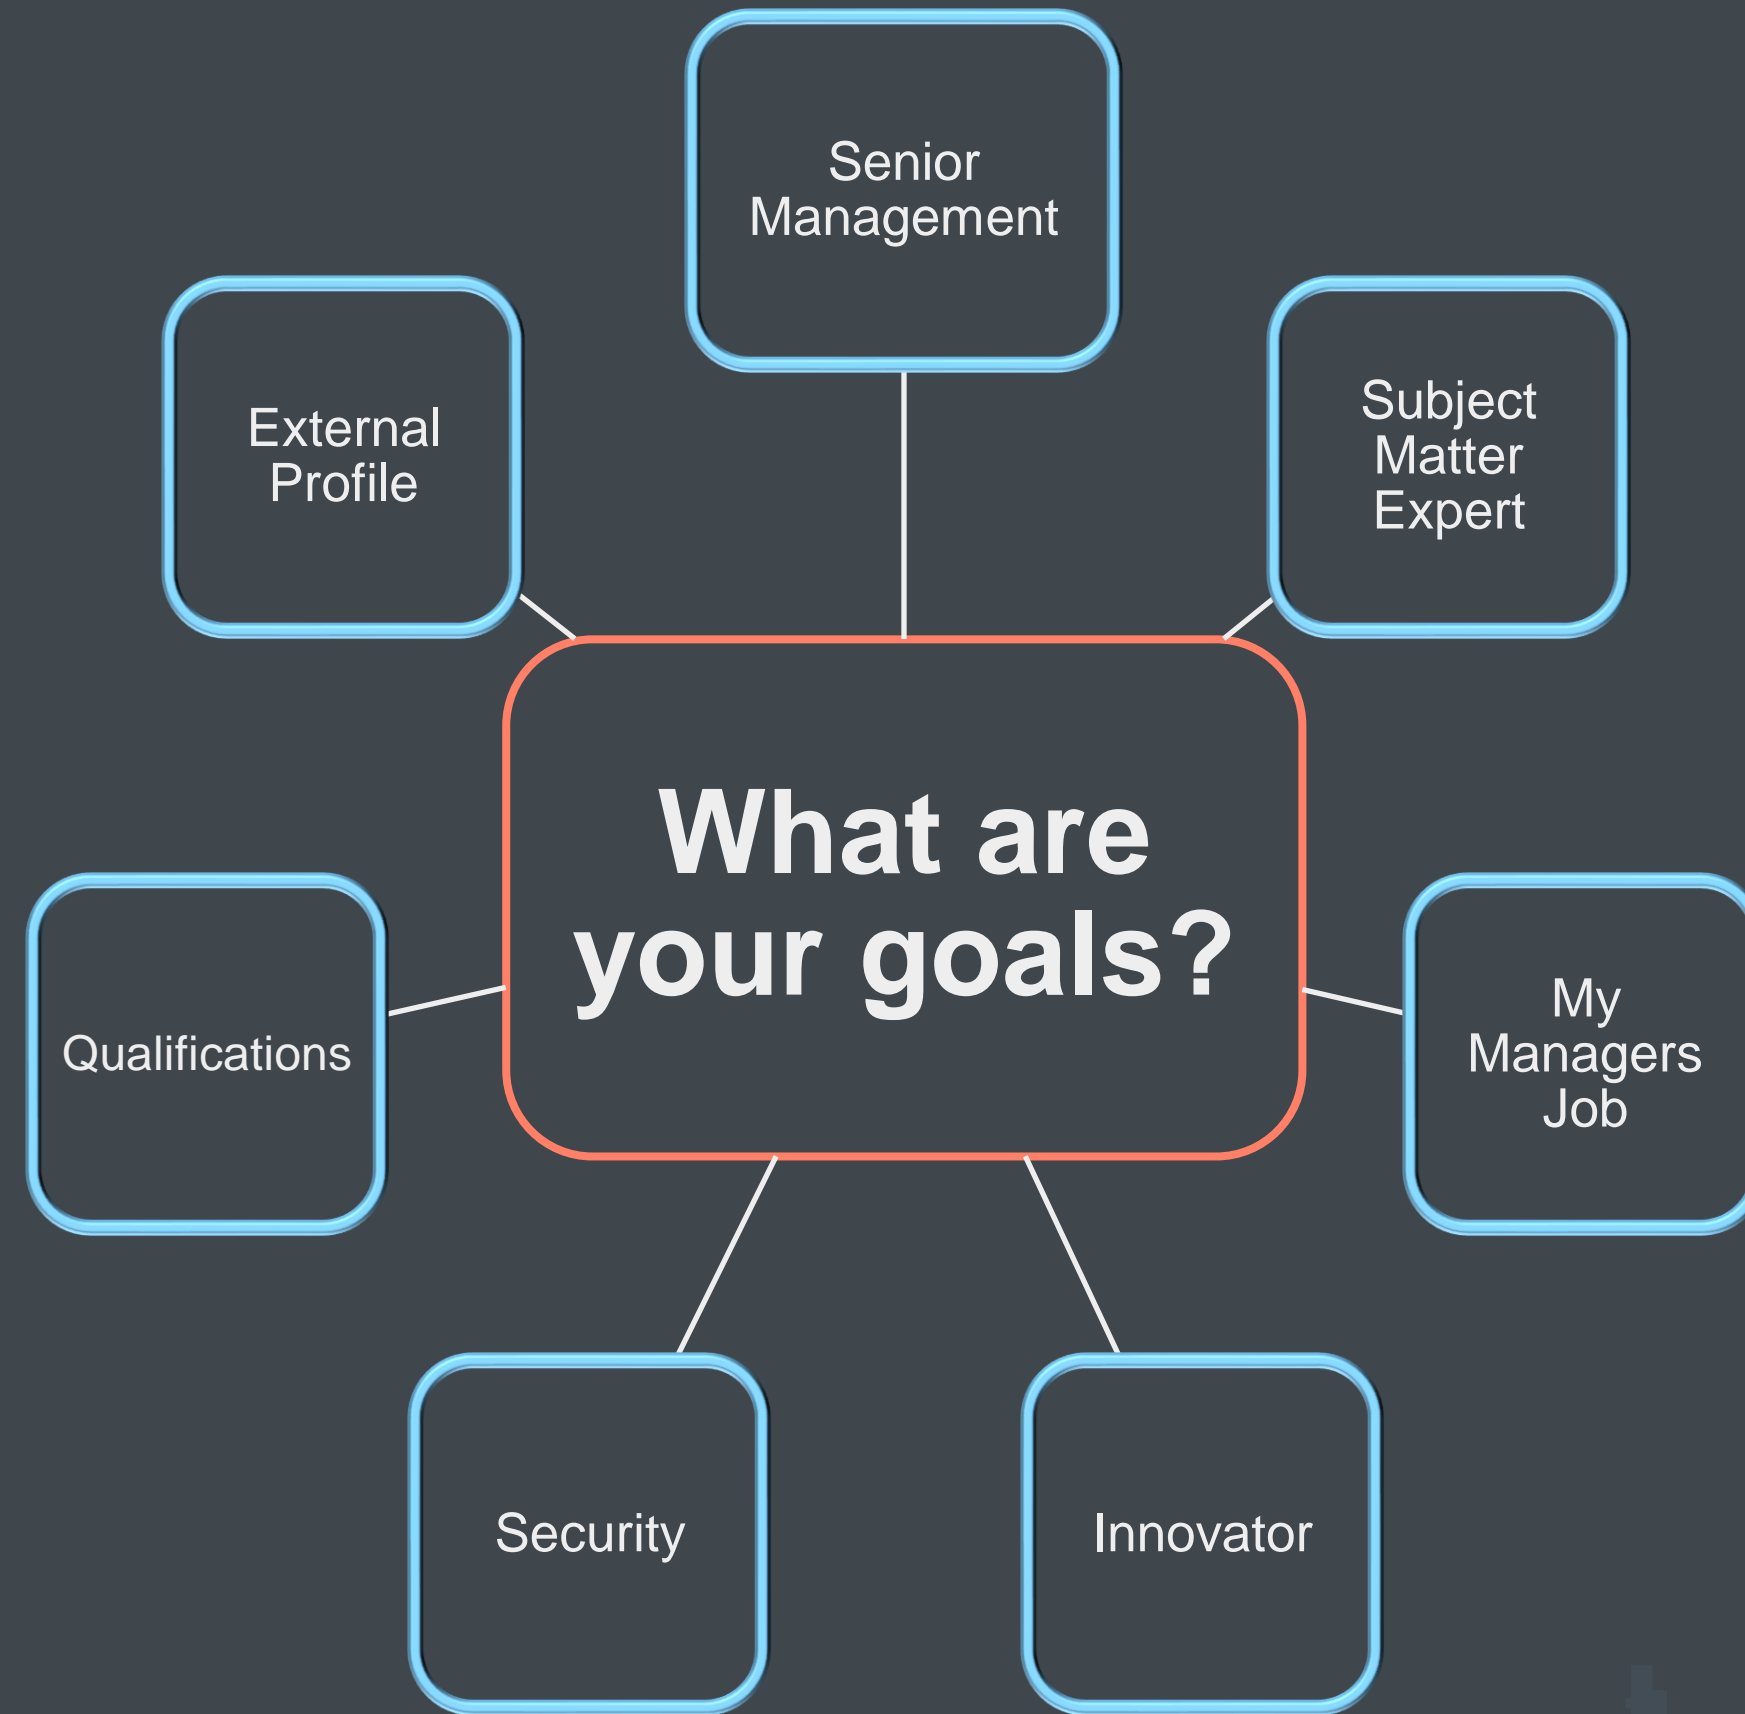 Senior
Management
External
Profile
Subject
Matter
Expert
What are
your goals?
Qualifications
My
Managers
Job
Security
Innovator